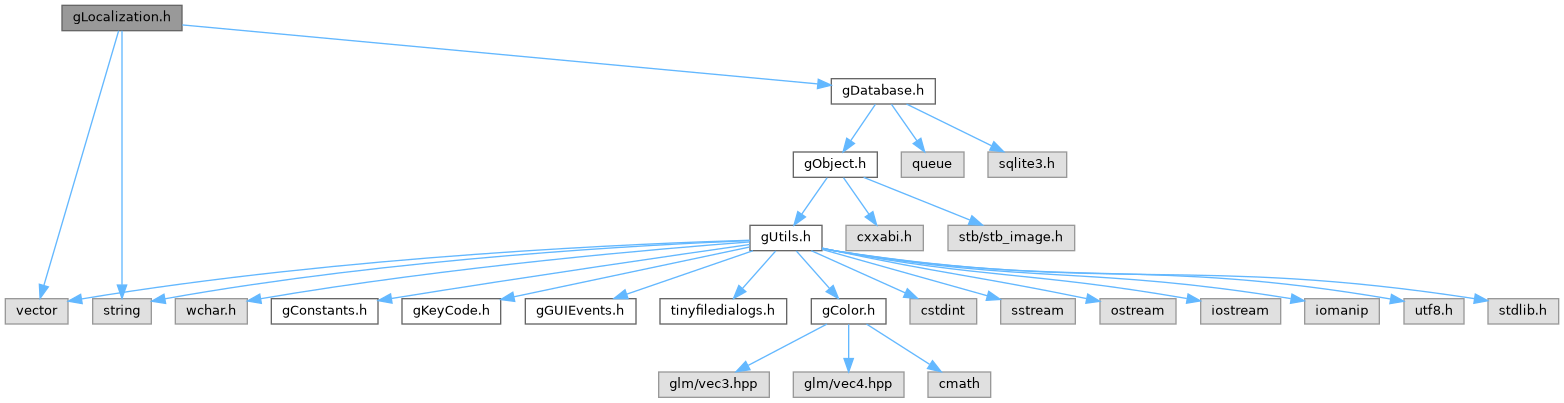 gLocalization.h
gDatabase.h
gObject.h
queue
sqlite3.h
gUtils.h
cxxabi.h
stb/stb_image.h
vector
string
wchar.h
gConstants.h
gKeyCode.h
gGUIEvents.h
tinyfiledialogs.h
gColor.h
cstdint
sstream
ostream
iostream
iomanip
utf8.h
stdlib.h
glm/vec3.hpp
glm/vec4.hpp
cmath